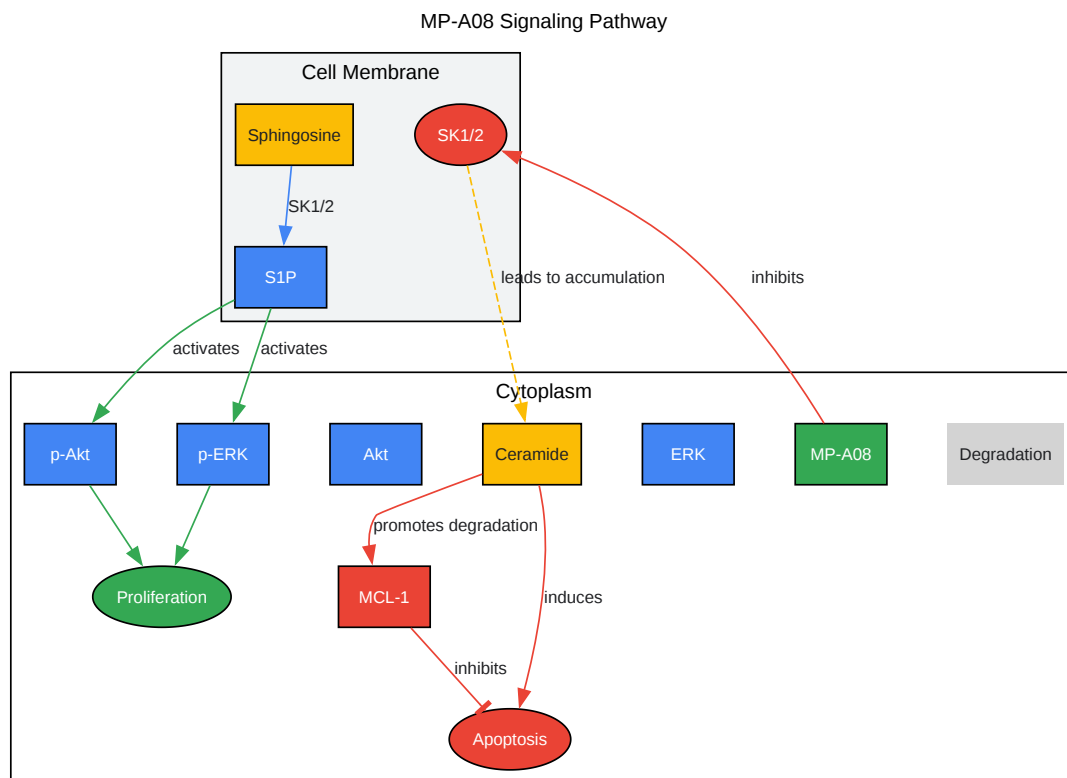 MP-A08 Signaling Pathway
Cell Membrane
Sphingosine
SK1/2
SK1/2
S1P
leads to accumulation
inhibits
activates
activates
Cytoplasm
p-Akt
p-ERK
Akt
Ceramide
ERK
MP-A08
Degradation
promotes degradation
Proliferation
MCL-1
induces
inhibits
Apoptosis